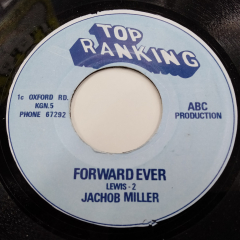 TOP
RANKING
1c OXFORD RD.
KGN.5
PHONE 67292
ABC
PRODUCTION
FORWARD EVER
LEWIS - 2
JACHOB MILLER